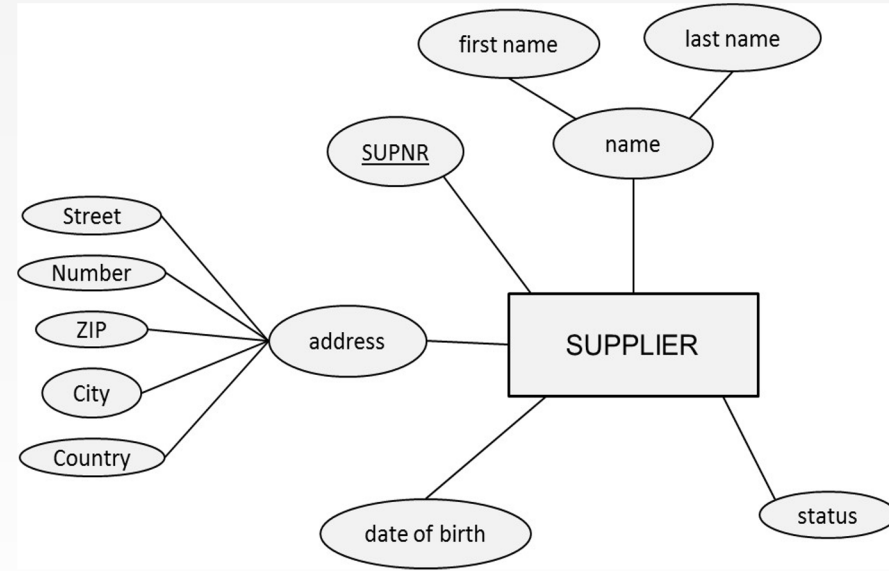 first name
last name
name
SUPNR
Street
Number
ZIP
City
Country
address
SUPPLIER
date of birth
status